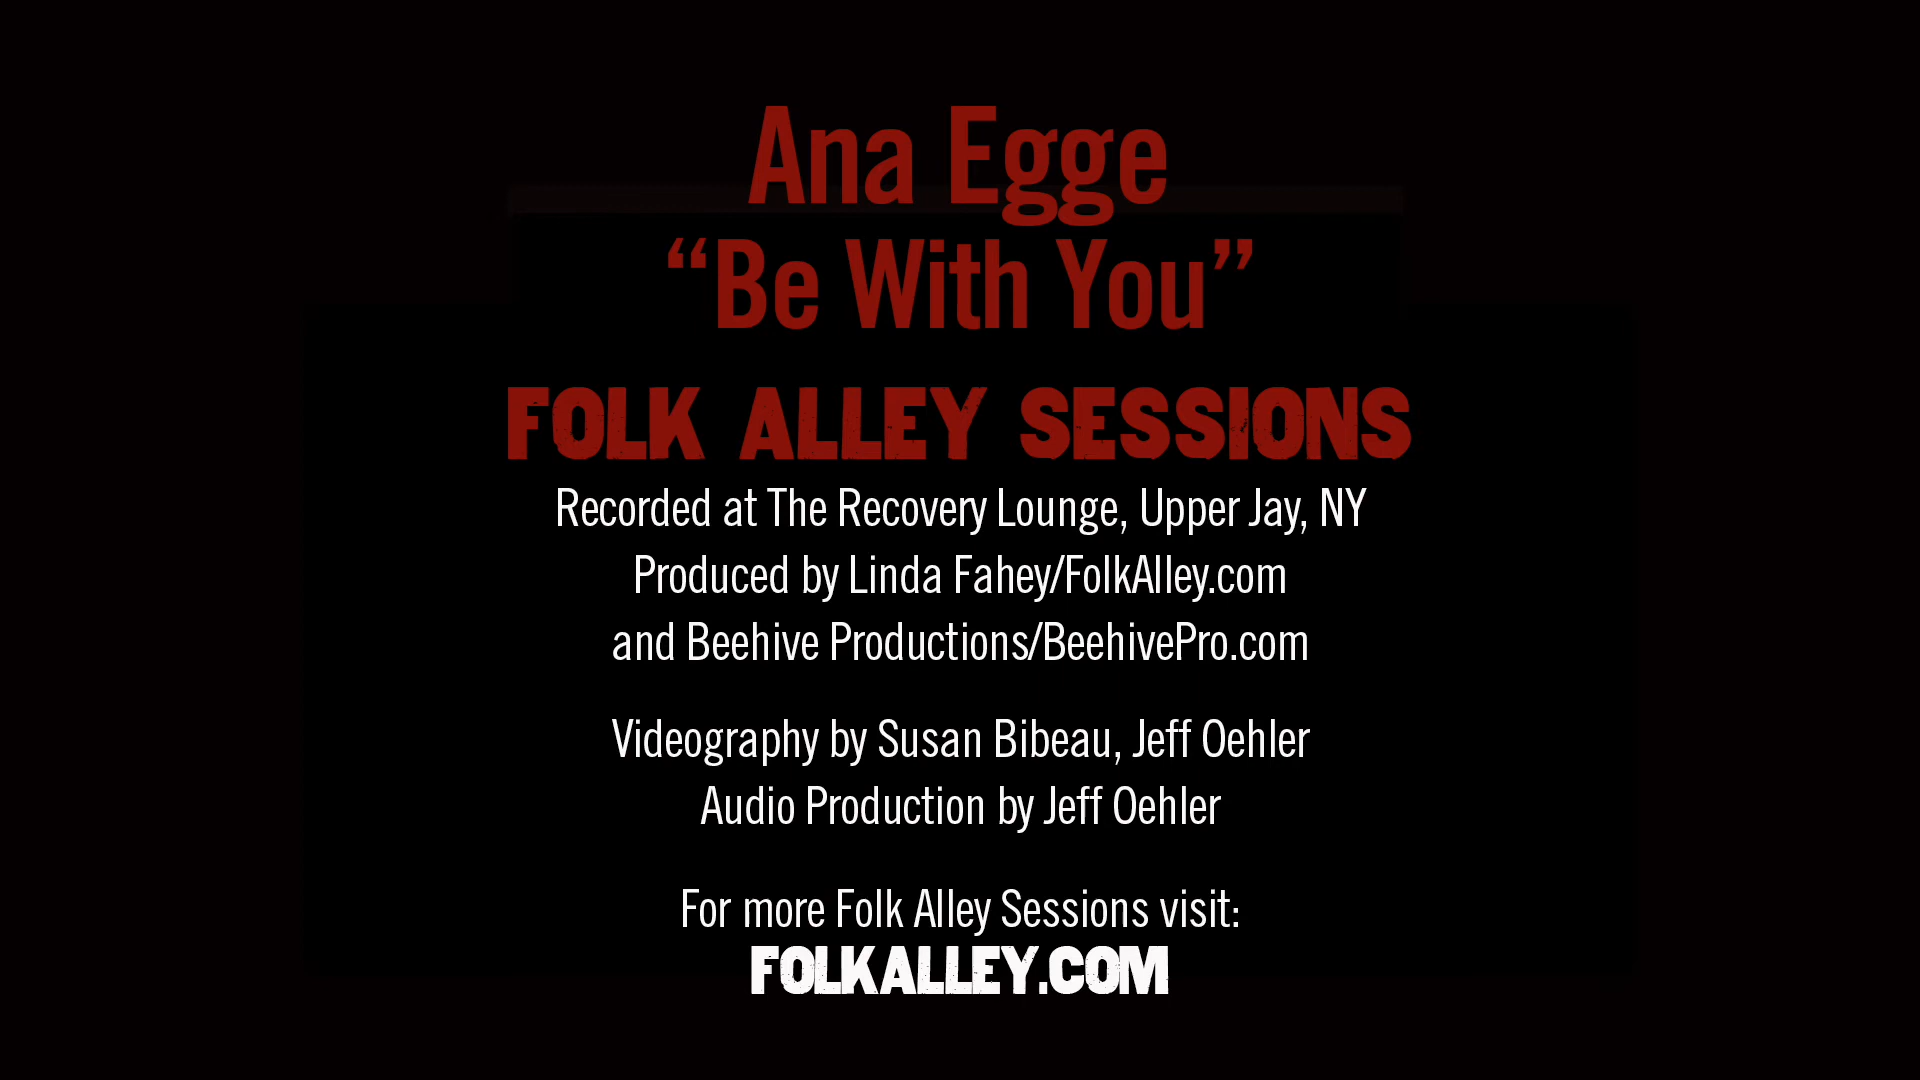 Ana Egge
“Be With You”
FOLK ALLEY SESSIONS
Recorded at The Recovery Lounge, Upper Jay, NY
Produced by Linda Fahey/FolkAlley.com
and Beehive Productions/BeehivePro.com
Videography by Susan Bibeau, Jeff Oehler
Audio Production by Jeff Oehler
For more Folk Alley Sessions visit:
FOLKALLEY.COM